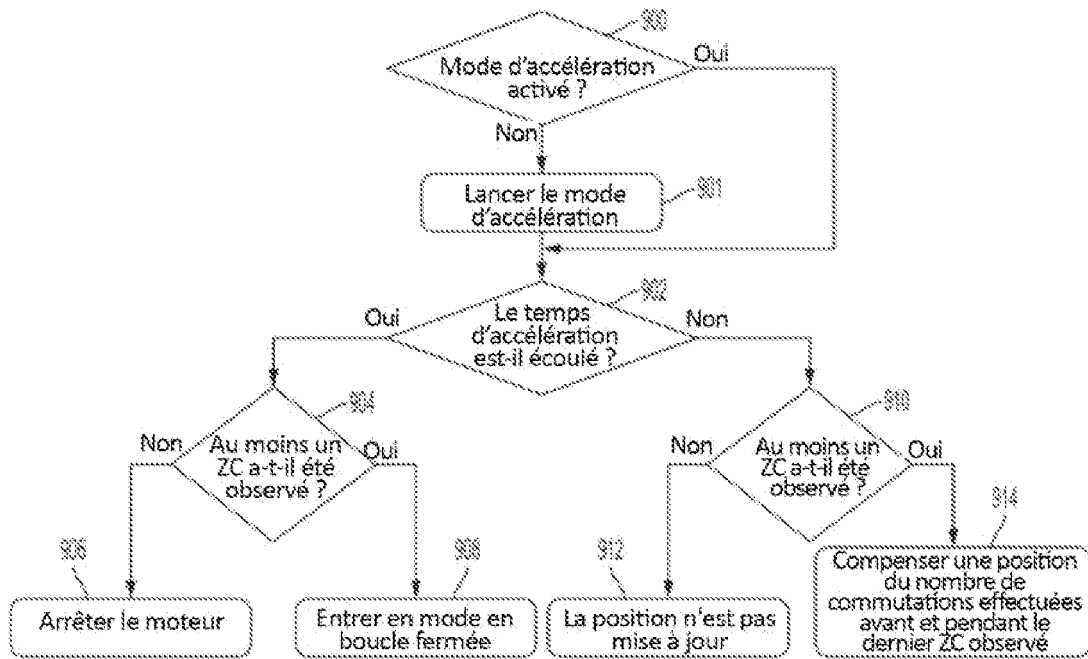 900
Mode d'accélération
activé ?
Oui
Non
Lancer le mode
d'accélération
901
902
Le temps
d'accélération
est-il écoulé ?
Oui
Non
904
Au moins un
ZC a-t-il été
observé ?
Non
Oui
910
Au moins un
ZC a-t-il été
observé ?
Non
Oui
906
Arrêter le moteur
908
Entrer en mode en
boucle fermée
912
La position n'est pas
mise à jour
914
Compenser une position
du nombre de
commutations effectuées
avant et pendant le
dernier ZC observé